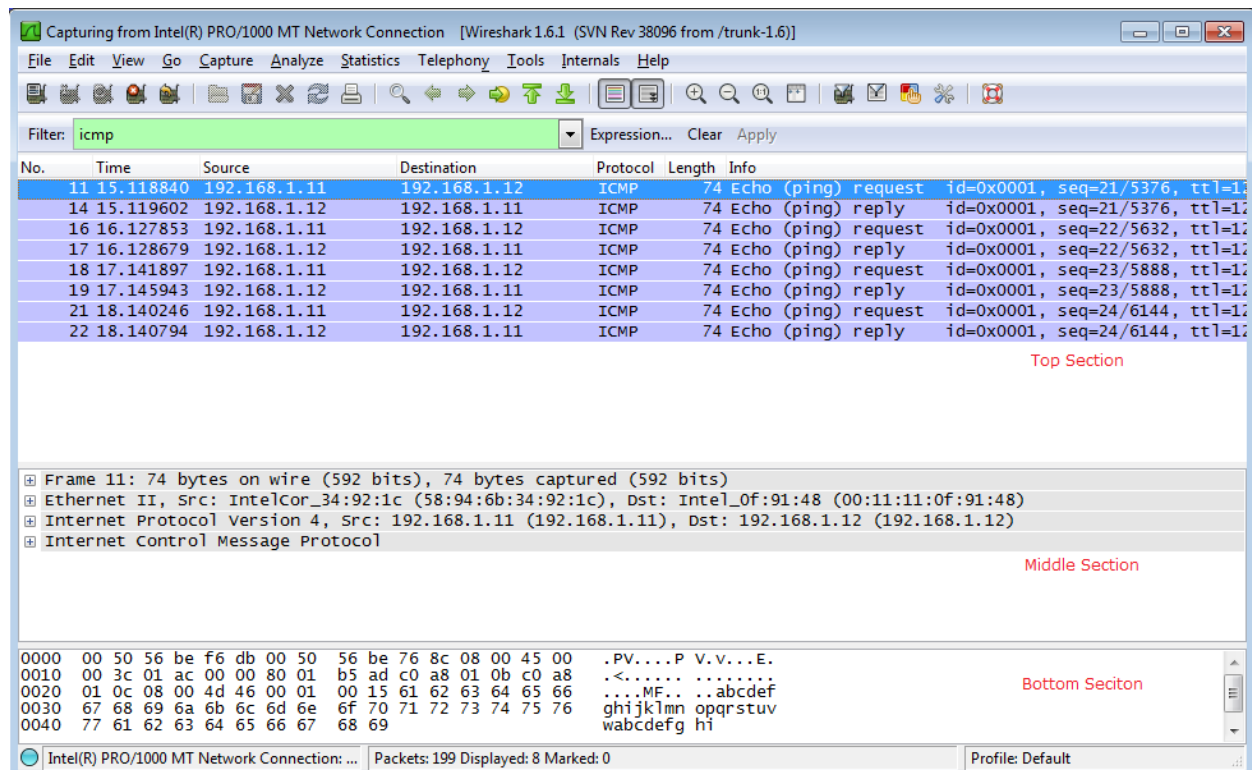 Capturing from Intel(R) PRO/1000 MT Network Connection [Wireshark 1.6.1 (SVN Rev 38096 from /trunk-1.6)]
File Edit View Go Capture Analyze Statistics Telephony Tools Internals Help
Filter: icmp Expression... Clear Apply
No. Time Source Destination Protocol Length Info
11 15.118840 192.168.1.11 192.168.1.12 ICMP 74 Echo (ping) request id=0x0001, seq=21/5376, ttl=
14 15.119602 192.168.1.12 192.168.1.11 ICMP 74 Echo (ping) reply id=0x0001, seq=21/5376, ttl=12
16 16.127853 192.168.1.11 192.168.1.12 ICMP 74 Echo (ping) request id=0x0001, seq=22/5632, ttl=12
17 16.128679 192.168.1.12 192.168.1.11 ICMP 74 Echo (ping) reply id=0x0001, seq=22/5632, ttl=12
18 17.141897 192.168.1.11 192.168.1.12 ICMP 74 Echo (ping) request id=0x0001, seq=23/5888, ttl=12
19 17.145943 192.168.1.12 192.168.1.11 ICMP 74 Echo (ping) reply id=0x0001, seq=23/5888, ttl=12
21 18.140246 192.168.1.11 192.168.1.12 ICMP 74 Echo (ping) request id=0x0001, seq=24/6144, ttl=12
22 18.140794 192.168.1.12 192.168.1.11 ICMP 74 Echo (ping) reply id=0x0001, seq=24/6144, ttl=12
Top Section
Frame 11: 74 bytes on wire (592 bits), 74 bytes captured (592 bits)
Ethernet II, Src: IntelCor_34:92:1c (58:94:6b:34:92:1c), Dst: Intel_0f:91:48 (00:11:11:0f:91:48)
Internet Protocol Version 4, Src: 192.168.1.11 (192.168.1.11), Dst: 192.168.1.12 (192.168.1.12)
Internet Control Message Protocol
Middle Section
0000 00 50 56 be f6 db 00 50 56 be 76 8c 08 00 45 00 .PV....P V.v...E.
0010 00 3c 01 ac 00 00 80 01 b5 ad c0 a8 01 0b c0 a8 .<...... ........
0020 01 0c 08 00 4d 46 00 01 00 15 61 62 63 64 65 66 ....MF.. ..abcdef
0030 67 68 69 6a 6b 6c 6d 6e 6f 70 71 72 73 74 75 76 ghijklmn opqrstuv
0040 77 61 62 63 64 65 66 67 68 69 wabcdefg hi
Bottom Seciton
Intel(R) PRO/1000 MT Network Connection: ... Packets: 199 Displayed: 8 Marked: 0 Profile: Default